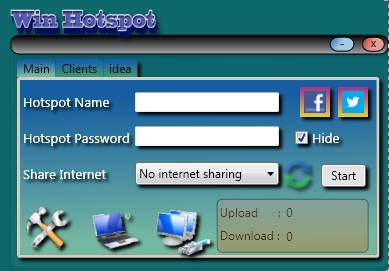 Win Hotspot
- x
Main Clients idea
Hotspot Name
Hotspot Password Hide
Share Internet No internet sharing Start
Upload : 0
Download : 0